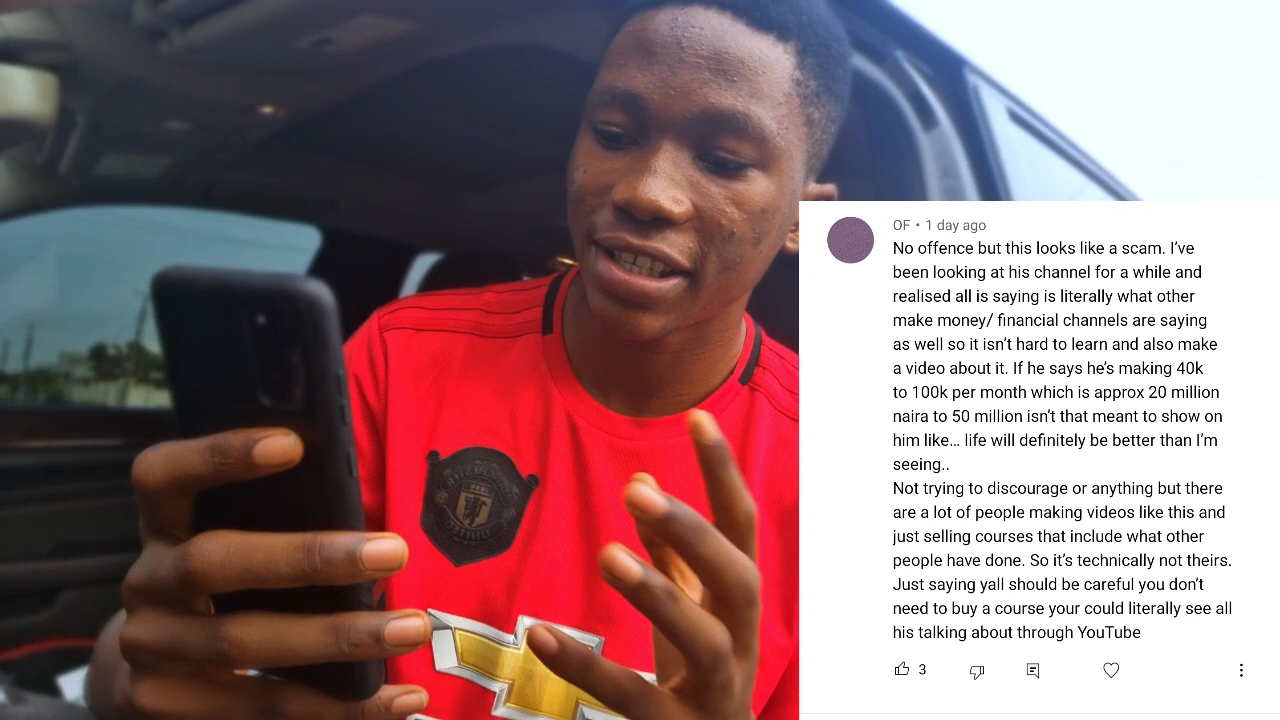 OF • 1 day ago
No offence but this looks like a scam. I’ve
been looking at his channel for a while and
realised all is saying is literally what other
make money/ financial channels are saying
as well so it isn’t hard to learn and also make
a video about it. If he says he’s making 40k
to 100k per month which is approx 20 million
naira to 50 million isn’t that meant to show on
him like… life will definitely be better than I’m
seeing..
Not trying to discourage or anything but there
are a lot of people making videos like this and
just selling courses that include what other
people have done. So it’s technically not theirs.
Just saying yall should be careful you don’t
need to buy a course your could literally see all
his talking about through YouTube
3